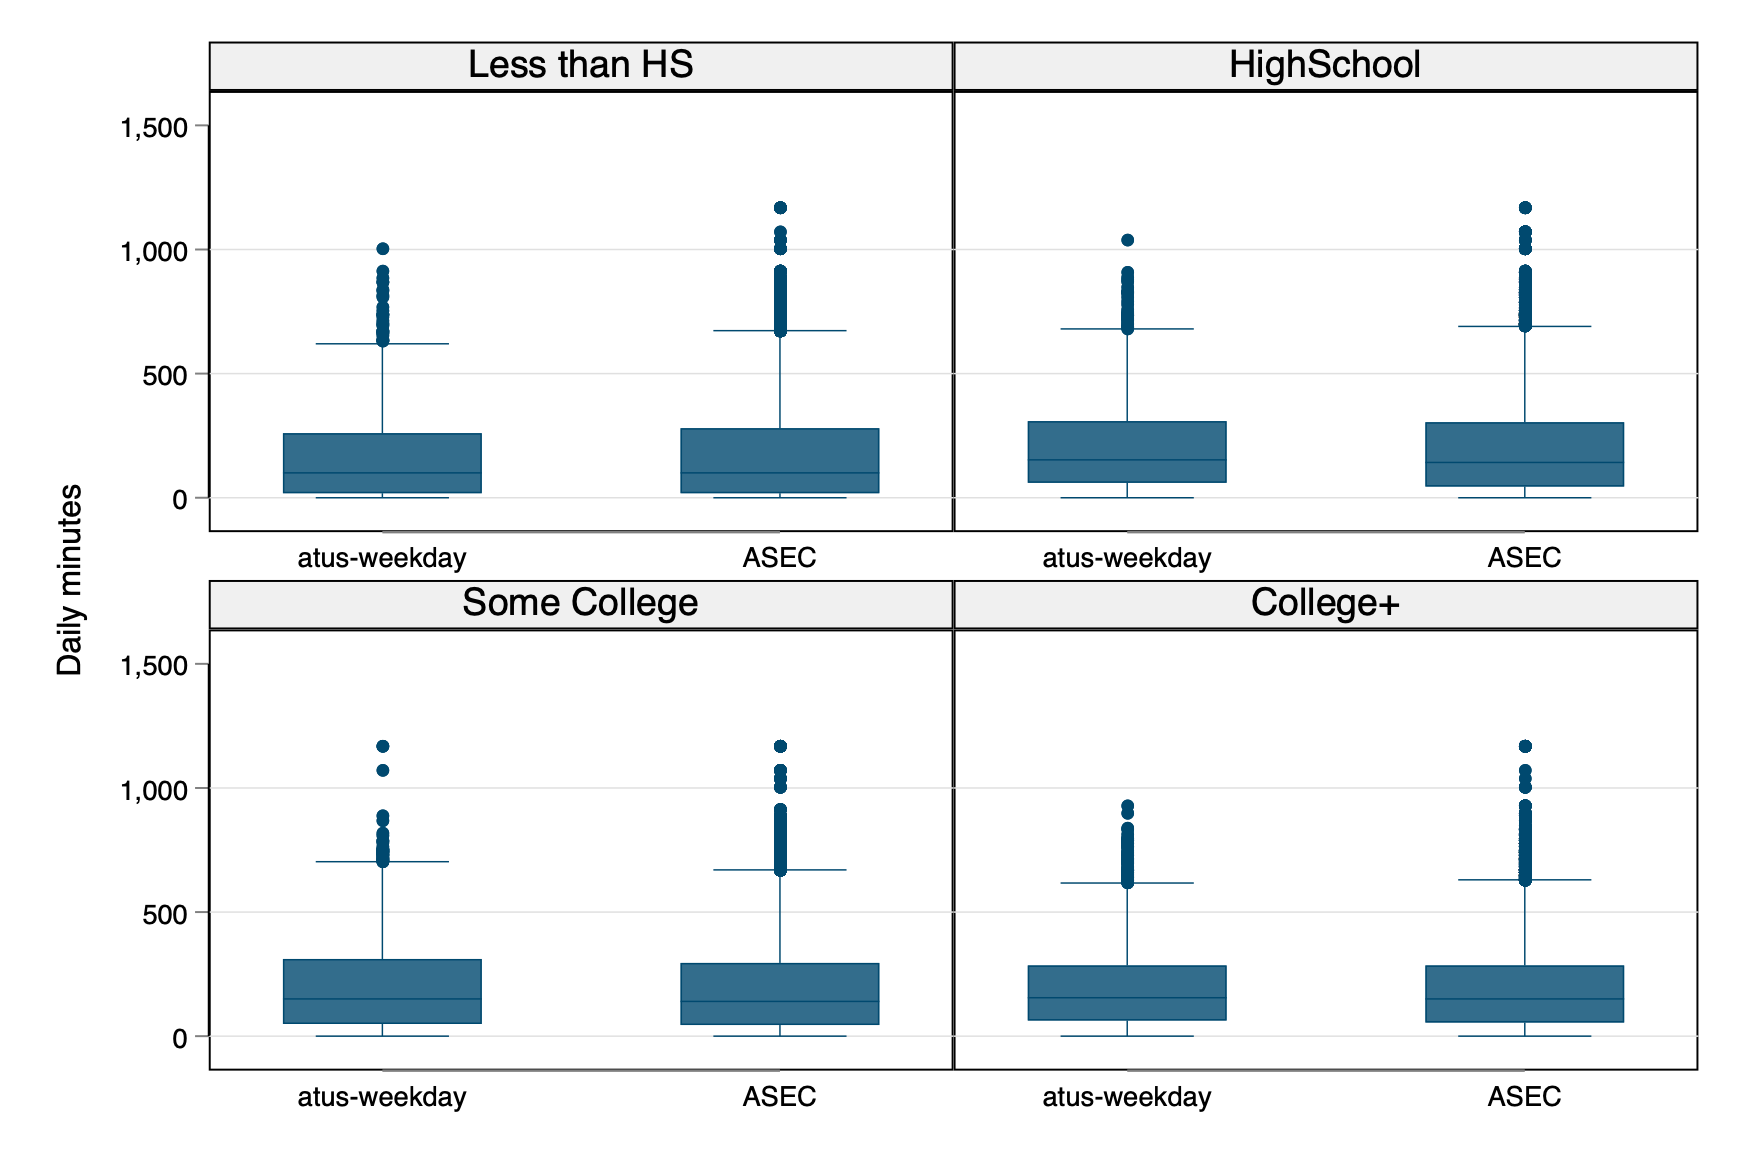 Less than HS
HighSchool
1,500
1,000
500
0
atus-weekday
ASEC
atus-weekday
ASEC
Daily minutes
Some College
College+
1,500
1,000
500
0
atus-weekday
ASEC
atus-weekday
ASEC